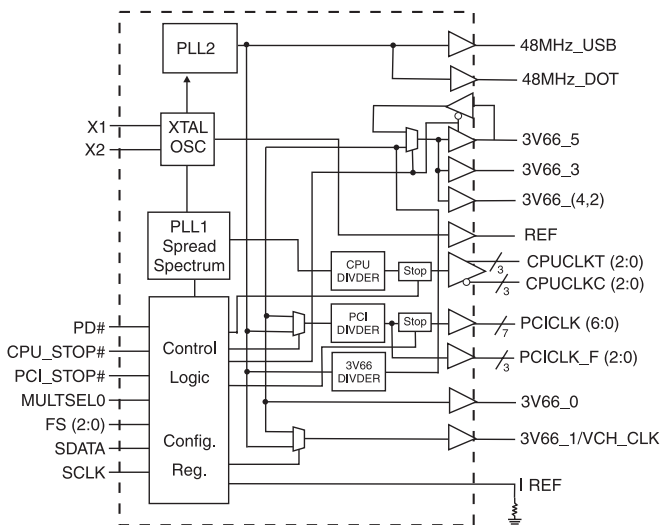 PLL2
48MHz_USB
48MHz_DOT
X1
X2
XTAL
OSC
3V66_5
3V66_3
3V66_(4,2)
REF
PLL1
Spread
Spectrum
CPU
DIVDER
Stop
3
CPUCLKT (2:0)
3
CPUCLKC (2:0)
PD#
CPU_STOP#
PCI_STOP#
MULTSEL0
FS (2:0)
SDATA
SCLK
Control
Logic
Config.
Reg.
PCI
DIVDER
Stop
7
PCICLK (6:0)
3
PCICLK_F (2:0)
3V66
DIVDER
3V66_0
3V66_1/VCH_CLK
I REF